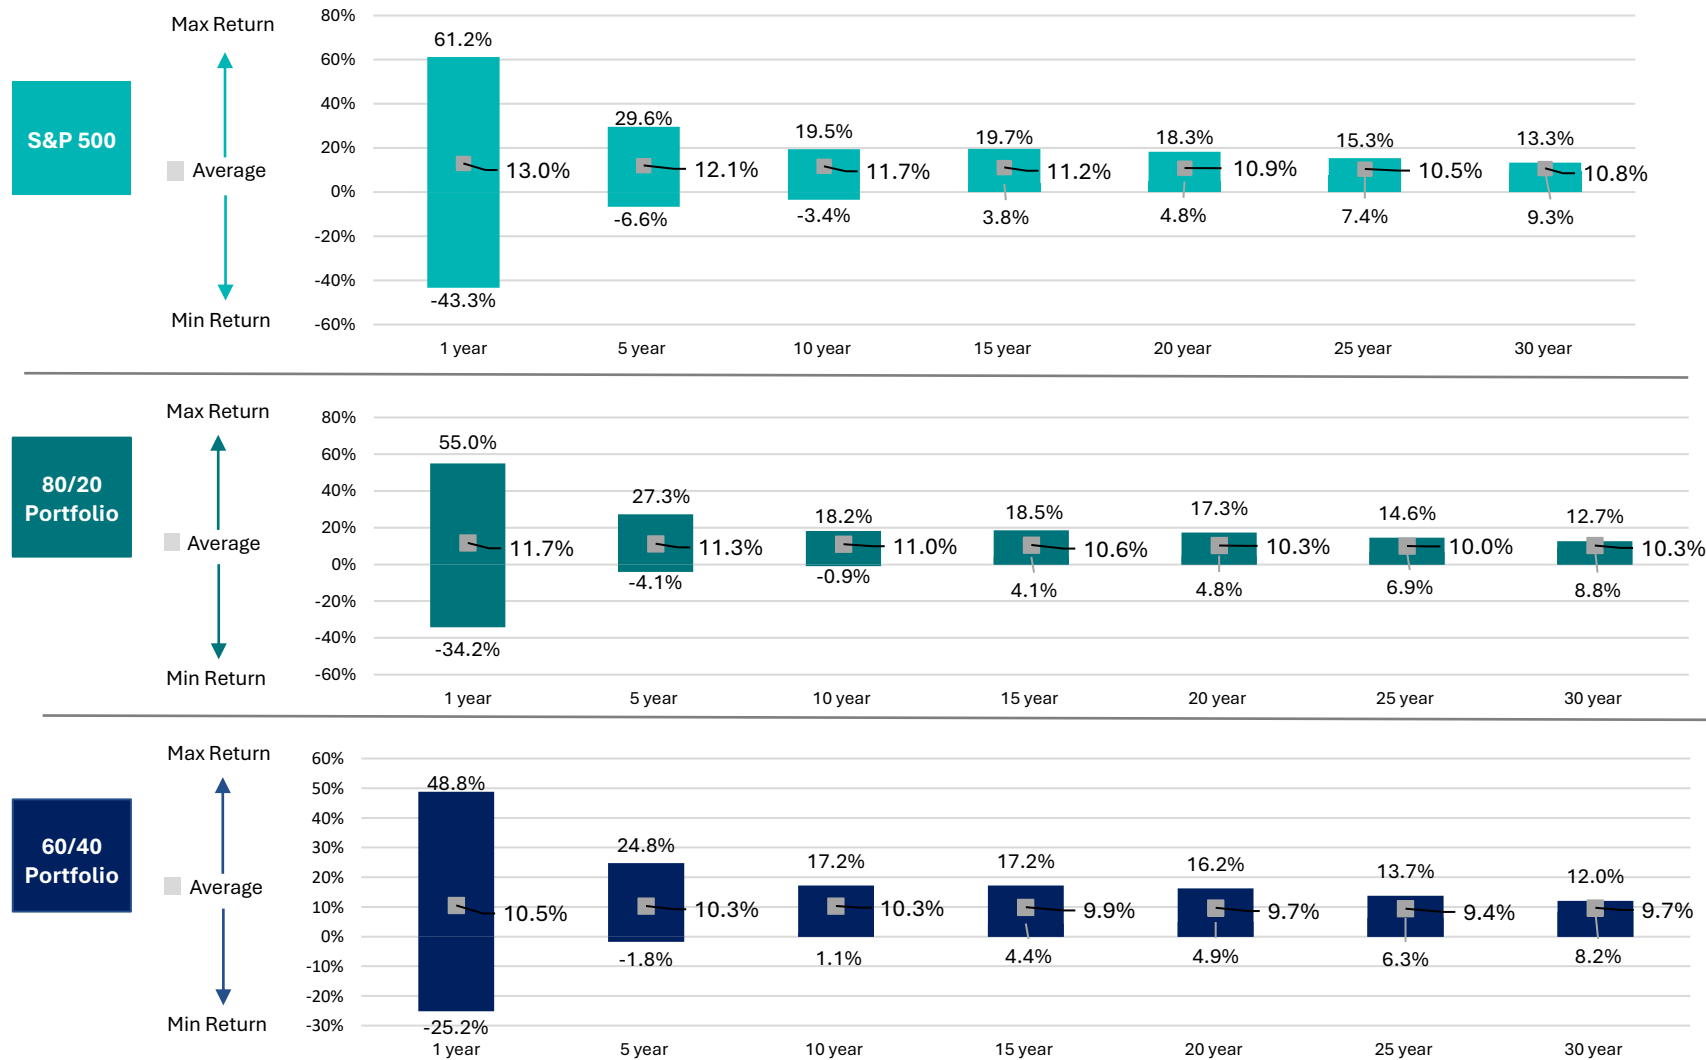 Max Return
S&P 500
Average
Min Return
80%
60%
40%
20%
0%
-20%
-40%
-60%
61.2%
13.0%
-43.3%
29.6%
12.1%
-6.6%
19.5%
11.7%
-3.4%
19.7%
11.2%
3.8%
18.3%
10.9%
4.8%
15.3%
10.5%
7.4%
13.3%
10.8%
9.3%
1 year
5 year
10 year
15 year
20 year
25 year
30 year
Max Return
80/20
Portfolio
Average
Min Return
80%
60%
40%
20%
0%
-20%
-40%
-60%
55.0%
11.7%
-34.2%
27.3%
11.3%
-4.1%
18.2%
11.0%
-0.9%
18.5%
10.6%
4.1%
17.3%
10.3%
4.8%
14.6%
10.0%
6.9%
12.7%
10.3%
8.8%
1 year
5 year
10 year
15 year
20 year
25 year
30 year
Max Return
60/40
Portfolio
Average
Min Return
60%
50%
40%
30%
20%
10%
0%
-10%
-20%
-30%
48.8%
10.5%
-25.2%
24.8%
10.3%
-1.8%
17.2%
10.3%
1.1%
17.2%
9.9%
4.4%
16.2%
9.7%
4.9%
13.7%
9.4%
6.3%
12.0%
9.7%
8.2%
1 year
5 year
10 year
15 year
20 year
25 year
30 year